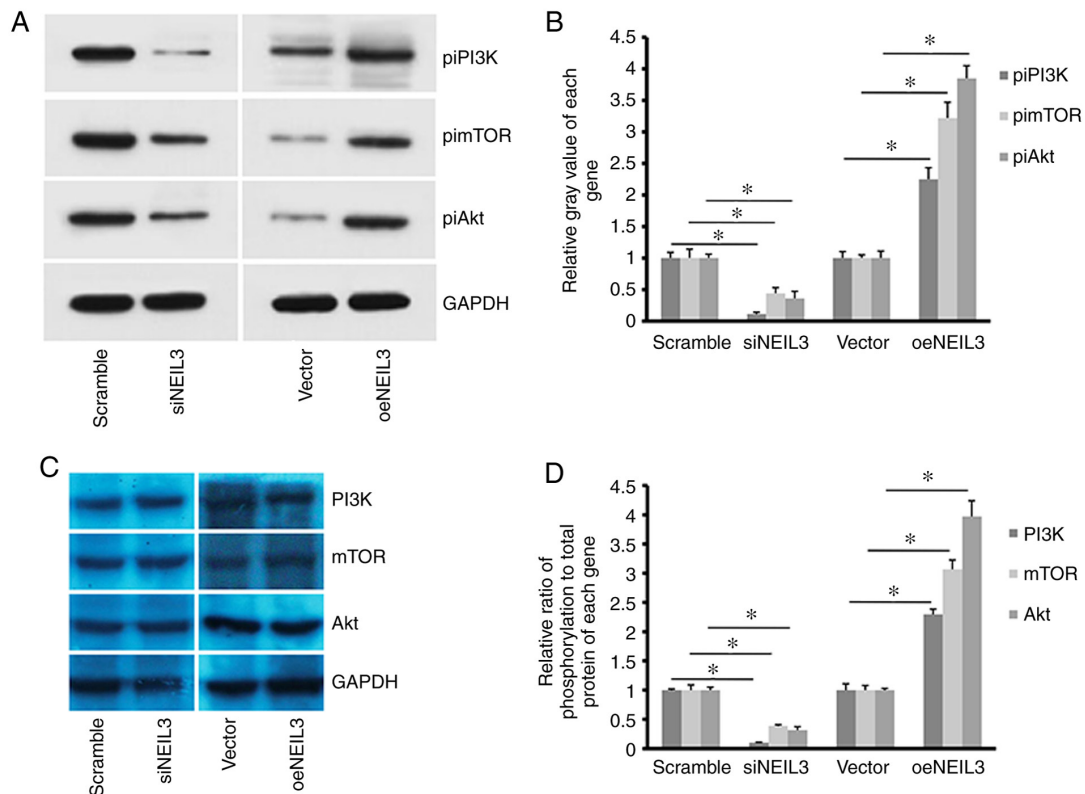 A
piPI3K
pimTOR
piAkt
GAPDH
Scramble
siNEIL3
Vector
oeNEIL3
B
Relative gray value of each
gene
4.5
4
3.5
3
2.5
2
1.5
1
0.5
0
*
*
*
*
*
*
Scramble
siNEIL3
Vector
oeNEIL3
piPI3K
pimTOR
piAkt
C
PI3K
mTOR
Akt
GAPDH
Scramble
siNEIL3
Vector
oeNEIL3
D
Relative ratio of
phosphorylation to total
protein of each gene
4.5
4
3.5
3
2.5
2
1.5
1
0.5
0
*
*
*
*
*
*
Scramble
siNEIL3
Vector
oeNEIL3
PI3K
mTOR
Akt